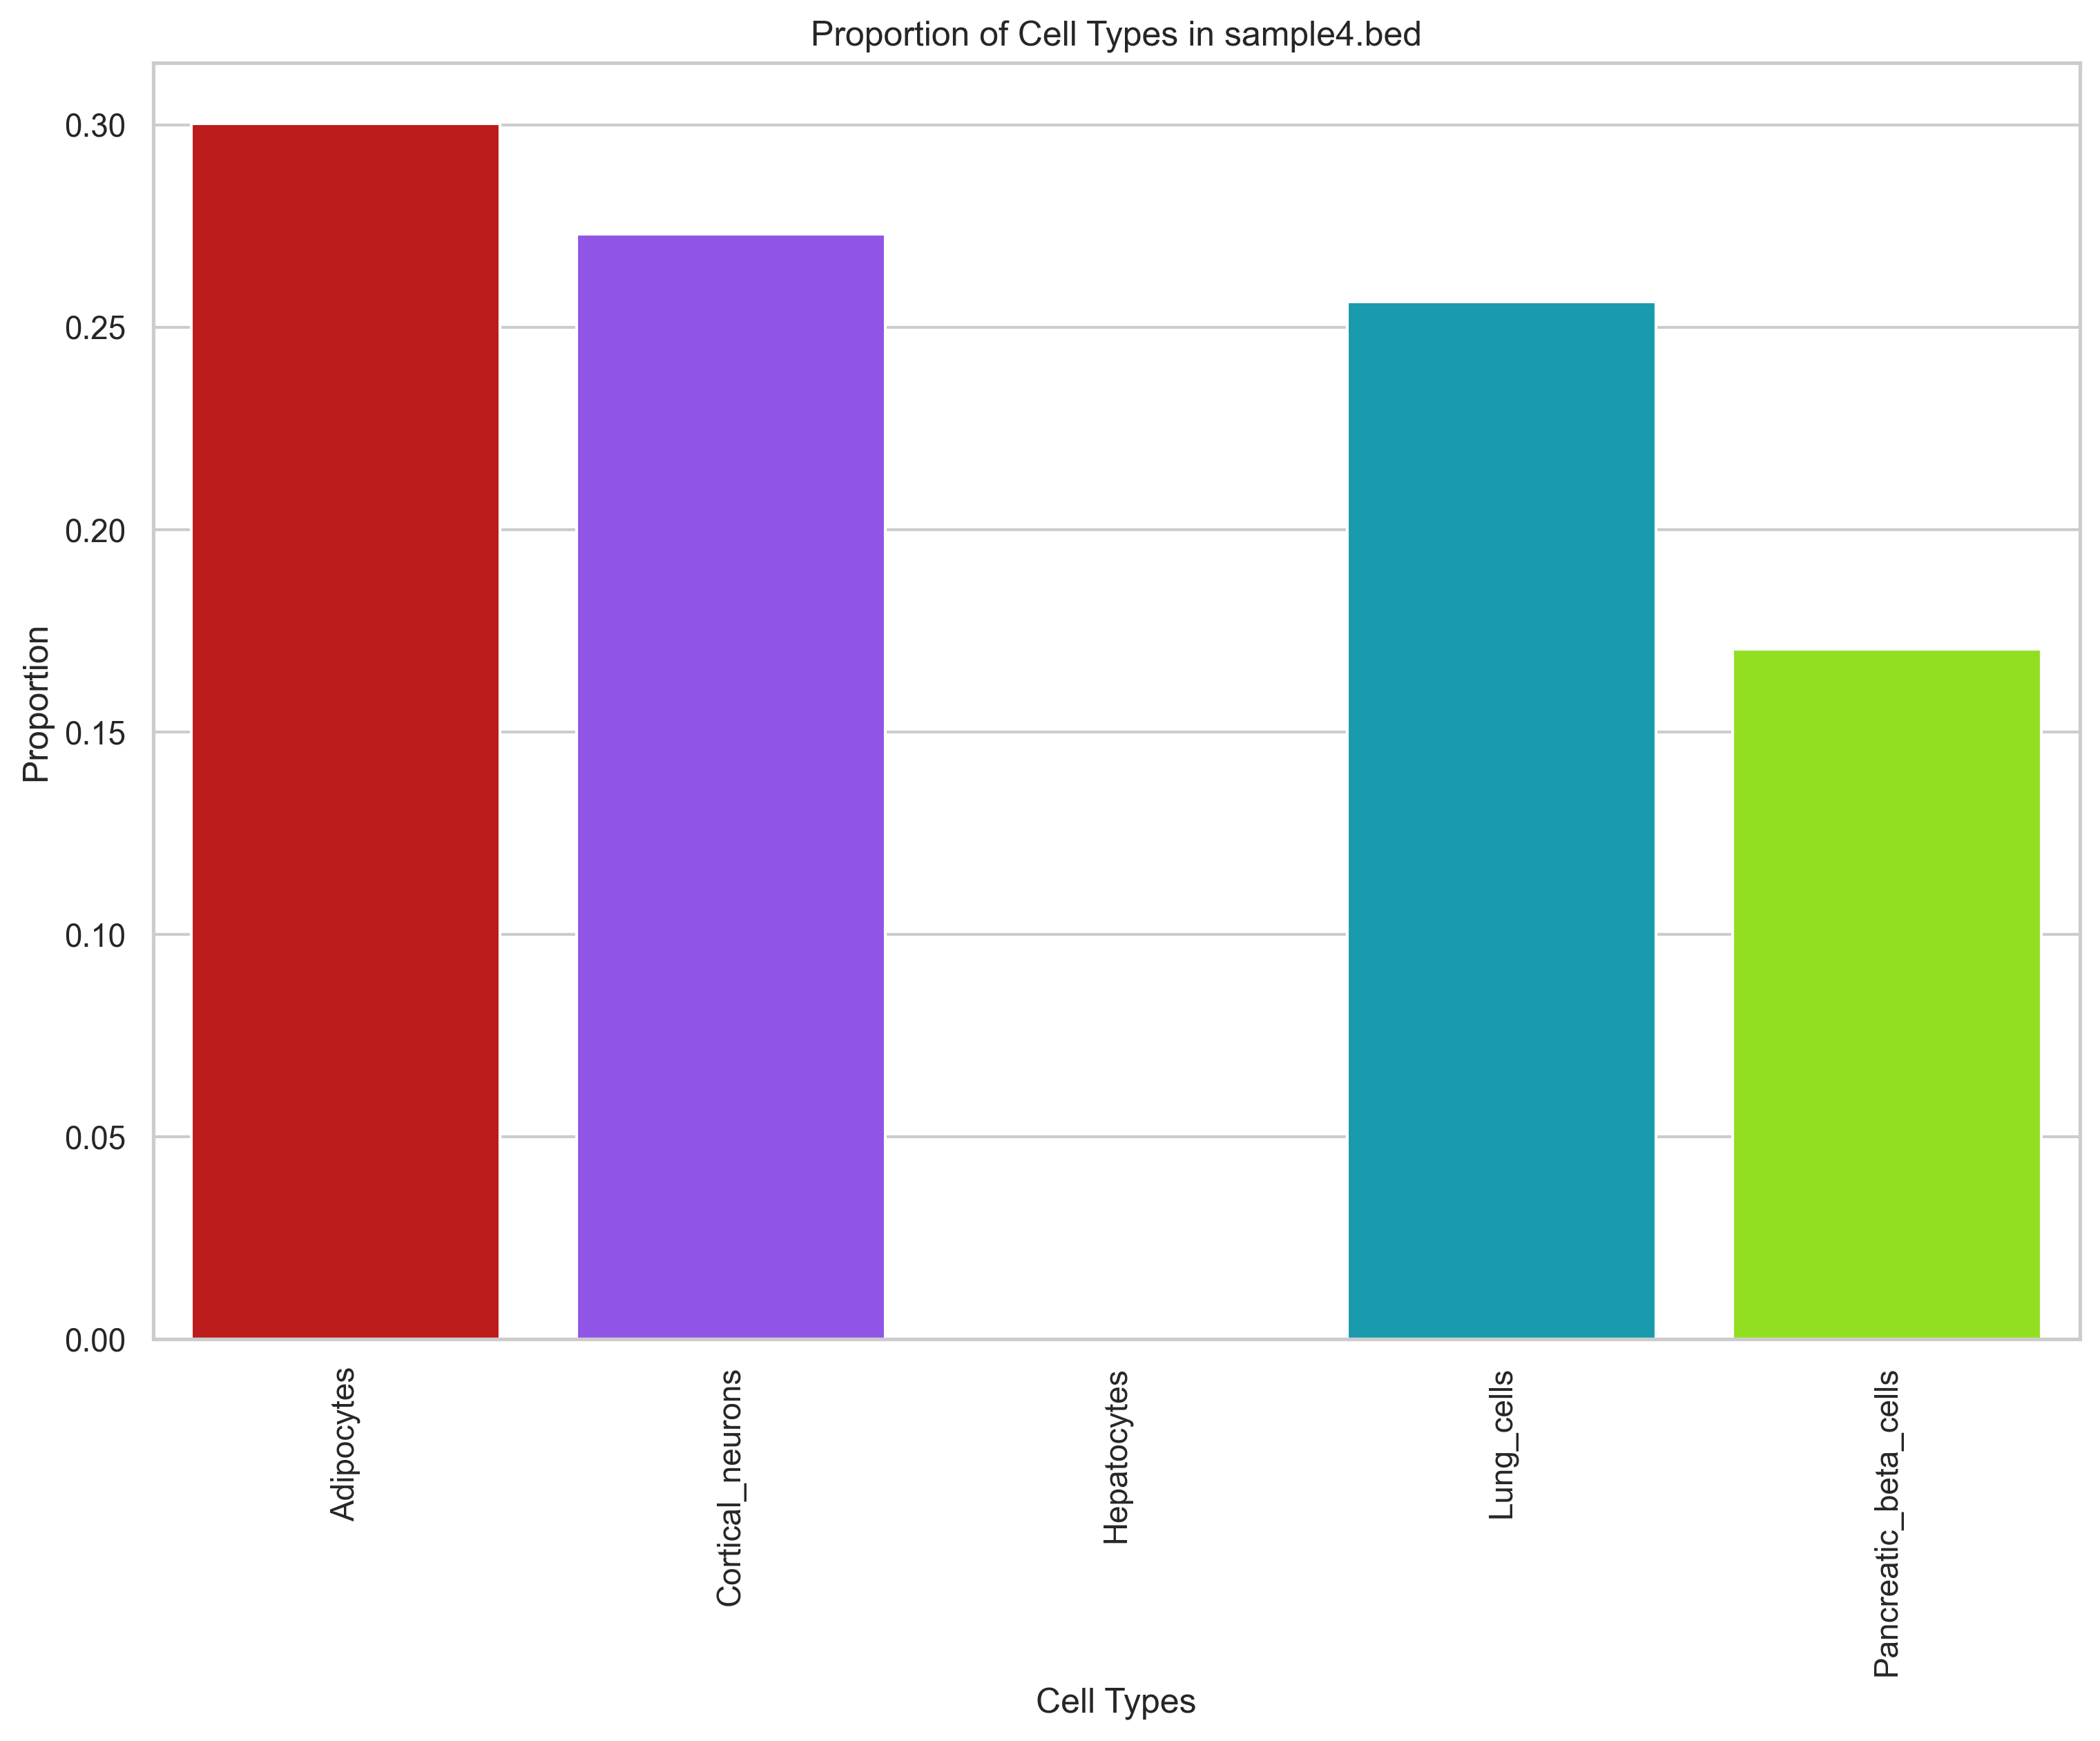 Proportion of Cell Types in sample4.bed
Proportion
0.30
0.25
0.20
0.15
0.10
0.05
0.00
Adipocytes
Cortical_neurons
Hepatocytes
Lung_cells
Pancreatic_beta_cells
Cell Types